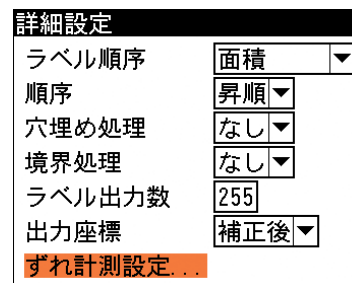 詳細設定
ラベル順序 面積▼
順序 昇順▼
穴埋め処理 なし▼
境界処理 なし▼
ラベル出力数 255
出力座標 補正後▼
ずれ計測設定...